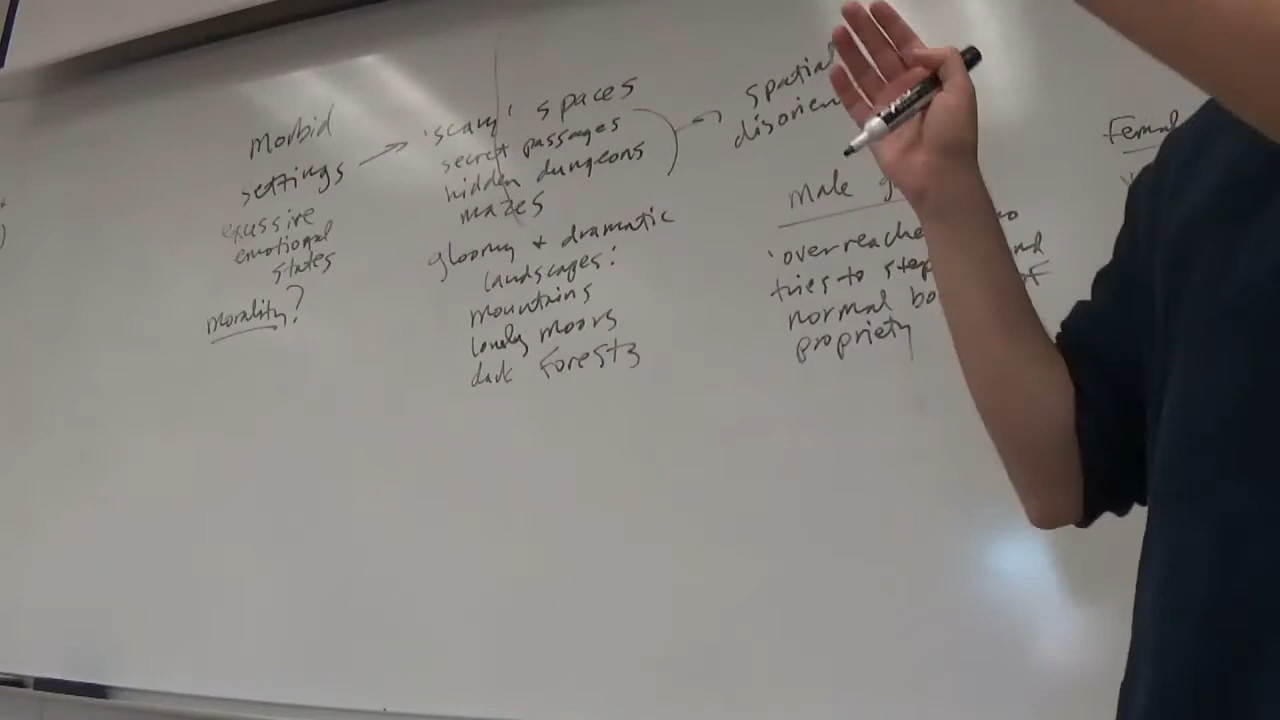 morbid
settings
excessive
emotional
states
morality?
'scary' spaces
secret passages
hidden dungeons
mazes
gloomy + dramatic
landscapes:
mountains
lonely moors
dark forests
spatial
disorien
male g
'overreache
tries to step
normal bo of
propriety
Femal